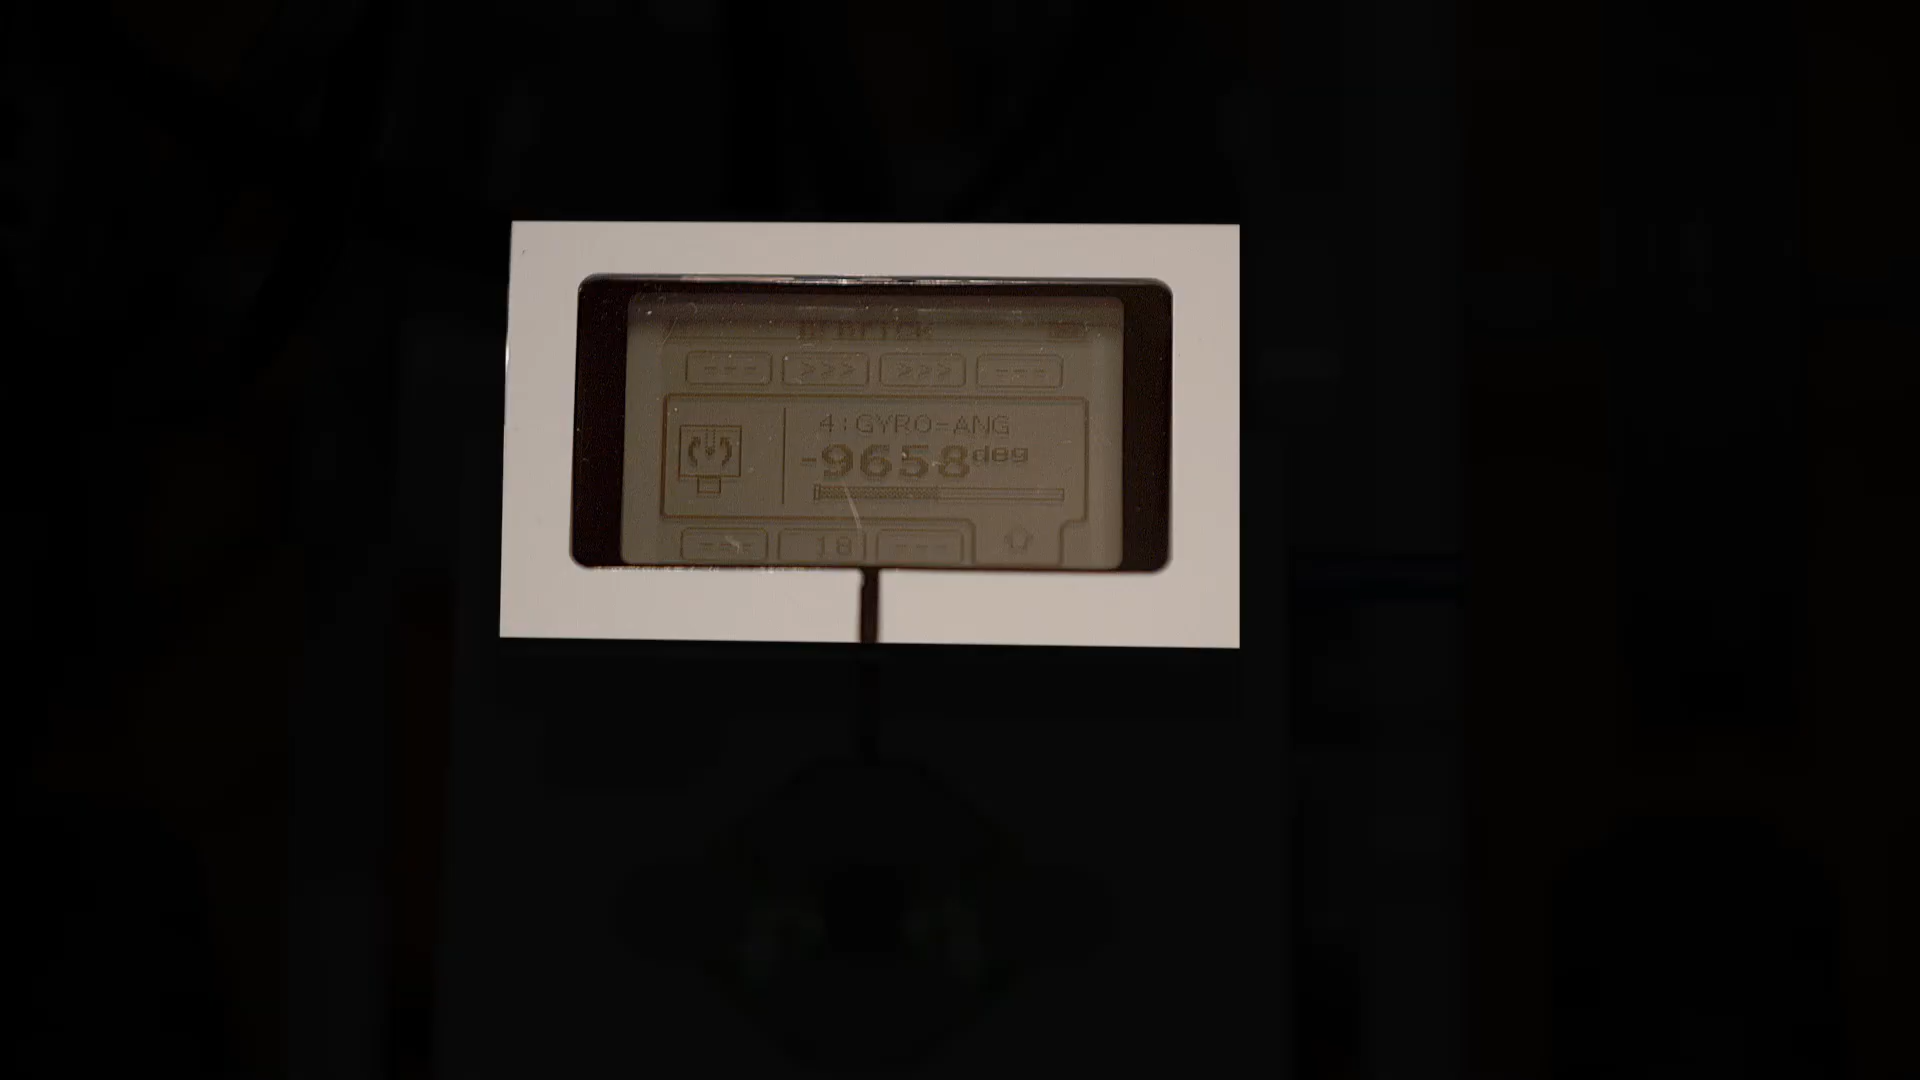 --- >>> >>> ---
4:GYRO-ANG
-9658deg
--- 18 ---